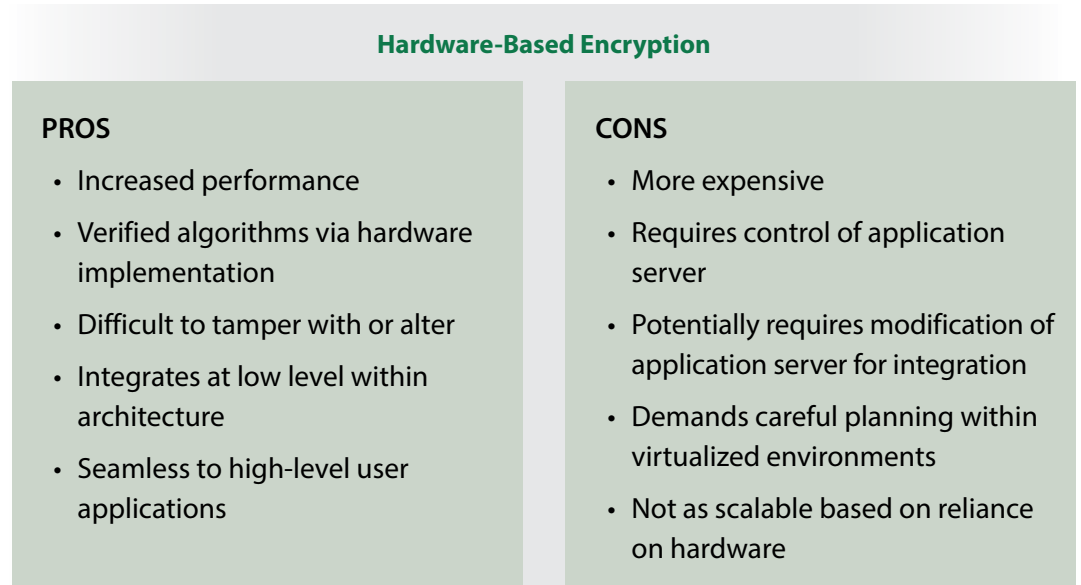 Hardware-Based Encryption
PROS
• Increased performance
• Verified algorithms via hardware
implementation
• Difficult to tamper with or alter
• Integrates at low level within
architecture
• Seamless to high-level user
applications
CONS
• More expensive
• Requires control of application
server
• Potentially requires modification of
application server for integration
• Demands careful planning within
virtualized environments
• Not as scalable based on reliance
on hardware